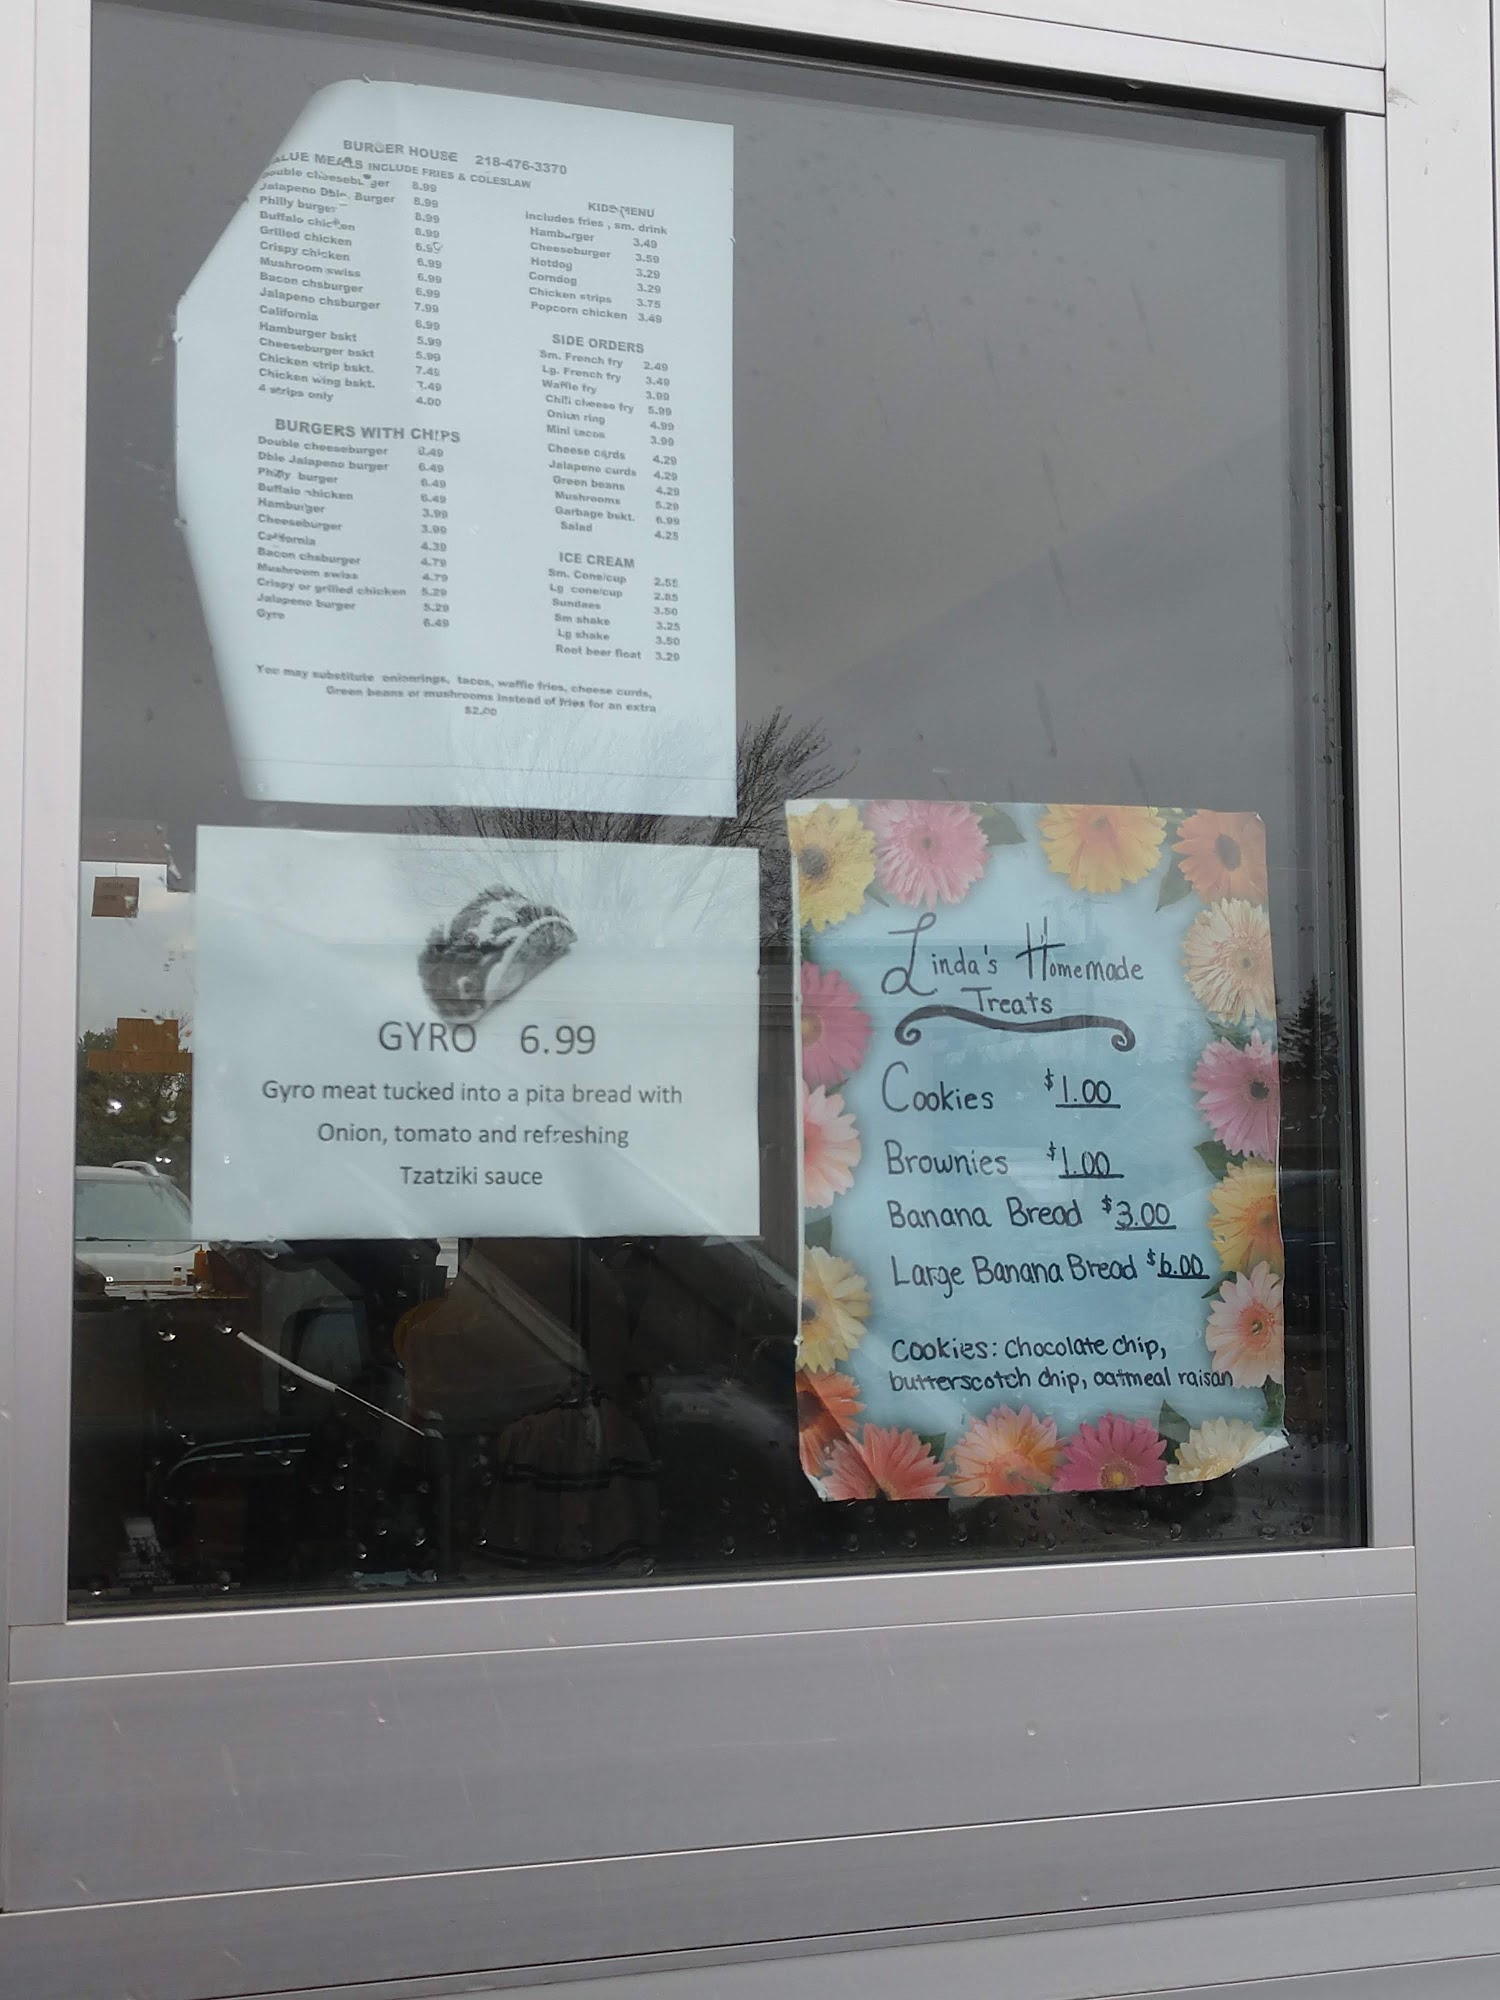 BURGER HOUSE 218-476-3370
ALUE MEALS INCLUDE FRIES & COLESLAW
ouble cheeseburger 8.99
Jalapeno Dble. Burger 8.99
Philly burger 8.99
Buffalo chicken 8.99
Grilled chicken 6.99
Crispy chicken 6.99
Mushroom swiss 6.99
Bacon chsburger 6.99
Jalapeno chsburger 7.99
California 6.99
Hamburger bskt 5.99
Cheeseburger bskt 5.99
Chicken strip bskt. 7.49
Chicken wing bskt. 7.49
4 strips only 4.00
BURGERS WITH CHIPS
Double cheeseburger 6.49
Dble Jalapeno burger 6.49
Philly burger 6.49
Buffalo chicken 6.49
Hamburger 3.99
Cheeseburger 3.99
California 4.39
Bacon chsburger 4.79
Mushroom swiss 4.79
Crispy or grilled chicken 5.29
Jalapeno burger 5.29
Gyro 6.49
KIDS MENU
includes fries , sm. drink
Hamburger 3.49
Cheeseburger 3.59
Hotdog 3.29
Corndog 3.29
Chicken strips 3.75
Popcorn chicken 3.49
SIDE ORDERS
Sm. French fry 2.49
Lg. French fry 3.49
Waffle fry 3.99
Chili cheese fry 5.99
Onion ring 4.99
Mini tacos 3.99
Cheese curds 4.29
Jalapeno curds 4.29
Green beans 4.29
Mushrooms 5.29
Garbage bskt. 6.99
Salad 4.25
ICE CREAM
Sm. Cone/cup 2.55
Lg cone/cup 2.85
Sundaes 3.50
Sm shake 3.25
Lg shake 3.50
Root beer float 3.29
You may substitute onionrings, tacos, waffle fries, cheese curds,
Green beans or mushrooms instead of fries for an extra
$2.00
GYRO 6.99
Gyro meat tucked into a pita bread with
Onion, tomato and refreshing
Tzatziki sauce
Linda's Homemade
Treats
Cookies $1.00
Brownies $1.00
Banana Bread $3.00
Large Banana Bread $6.00
Cookies: Chocolate chip,
butterscotch chip, oatmeal raisan